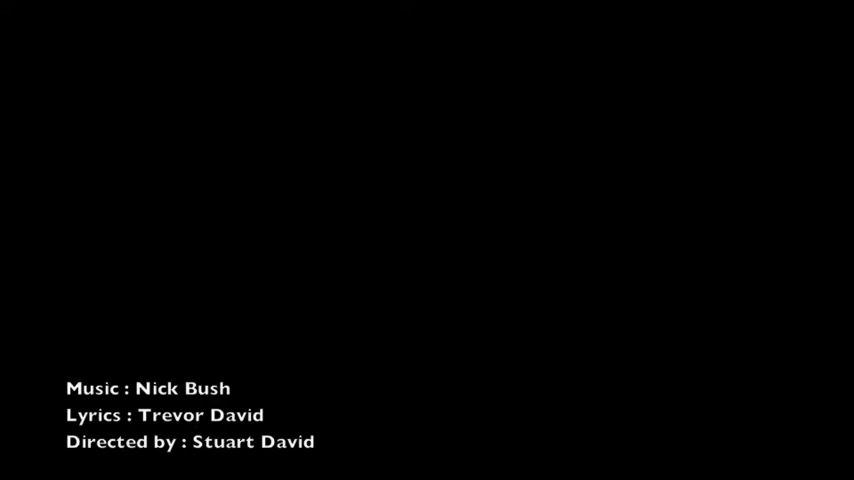 Music : Nick Bush
Lyrics : Trevor David
Directed by : Stuart David